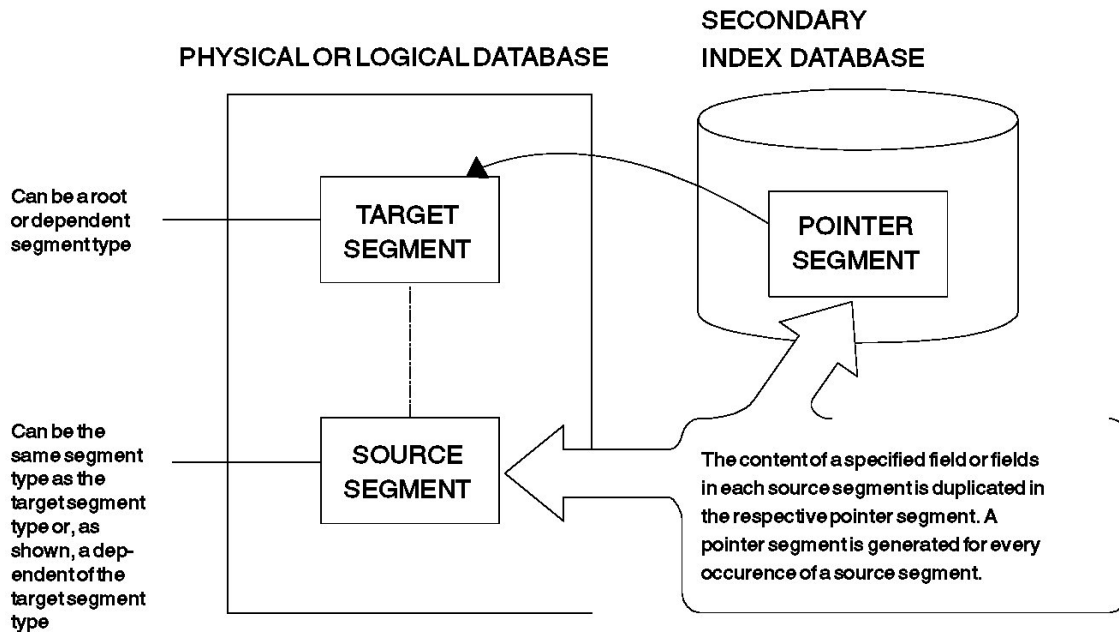 SECONDARY
INDEX DATABASE
PHYSICAL OR LOGICAL DATABASE
Can be a root
or dependent
segment type
TARGET
SEGMENT
POINTER
SEGMENT
Can be the
same segment
type as the
target segment
type or, as
shown, a dep-
endent of the
target segment
type
SOURCE
SEGMENT
The content of a specified field or fields
in each source segment is duplicated in
the respective pointer segment. A
pointer segment is generated for every
occurence of a source segment.